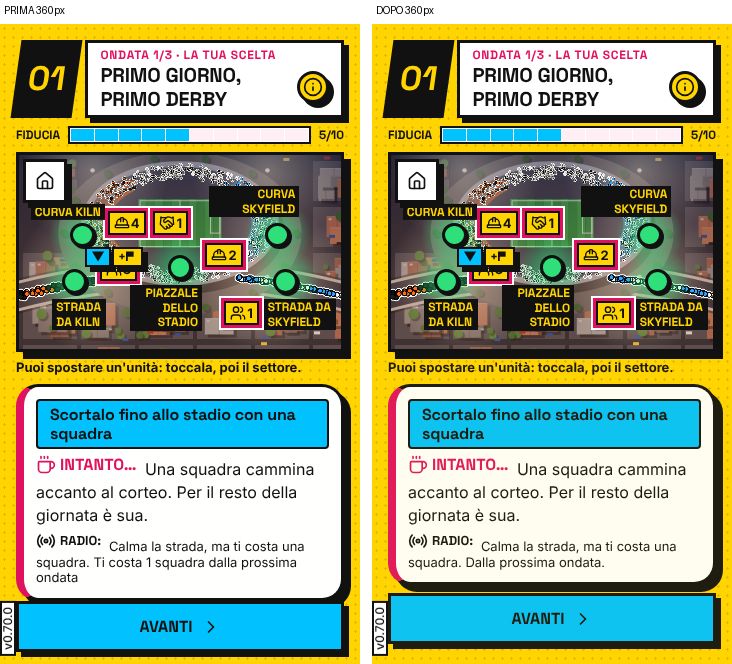 PRIMA 360px
01
ONDATA 1/3 · LA TUA SCELTA
PRIMO GIORNO,
PRIMO DERBY
FIDUCIA
5/10
CURVA
SKYFIELD
CURVA KILN
4
1
2
STRADA
DA KILN
PIAZZALE
DELLO
STADIO
1
STRADA DA
SKYFIELD
Puoi spostare un'unità: toccala, poi il settore.
Scortalo fino allo stadio con una
squadra
INTANTO... Una squadra cammina
accanto al corteo. Per il resto della
giornata è sua.
RADIO: Calma la strada, ma ti costa una
squadra. Ti costa 1 squadra dalla prossima
ondata
AVANTI
v0.70.0
DOPO 360px
01
ONDATA 1/3 · LA TUA SCELTA
PRIMO GIORNO,
PRIMO DERBY
FIDUCIA
5/10
CURVA
SKYFIELD
CURVA KILN
4
1
2
STRADA
DA KILN
PIAZZALE
DELLO
STADIO
1
STRADA DA
SKYFIELD
Puoi spostare un'unità: toccala, poi il settore.
Scortalo fino allo stadio con una
squadra
INTANTO... Una squadra cammina
accanto al corteo. Per il resto della
giornata è sua.
RADIO: Calma la strada, ma ti costa una
squadra. Dalla prossima ondata.
AVANTI
v0.70.0